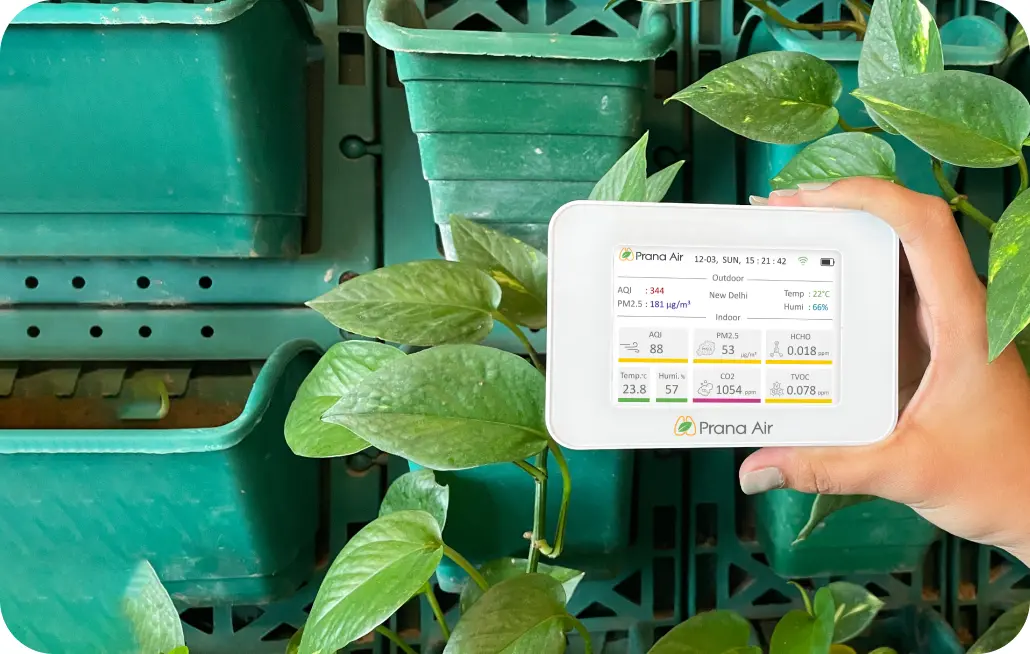 Prana Air 12-03, SUN, 15 : 21 : 42
Outdoor
AQI : 344
PM2.5 : 181 µg/m³
New Delhi
Temp : 22°C
Humi : 66%
Indoor
AQI
88
PM2.5
53 µg/m³
HCHO
0.018 ppm
Temp.°C
23.8
Humi. %
57
CO2
1054 ppm
TVOC
0.078 ppm
Prana Air